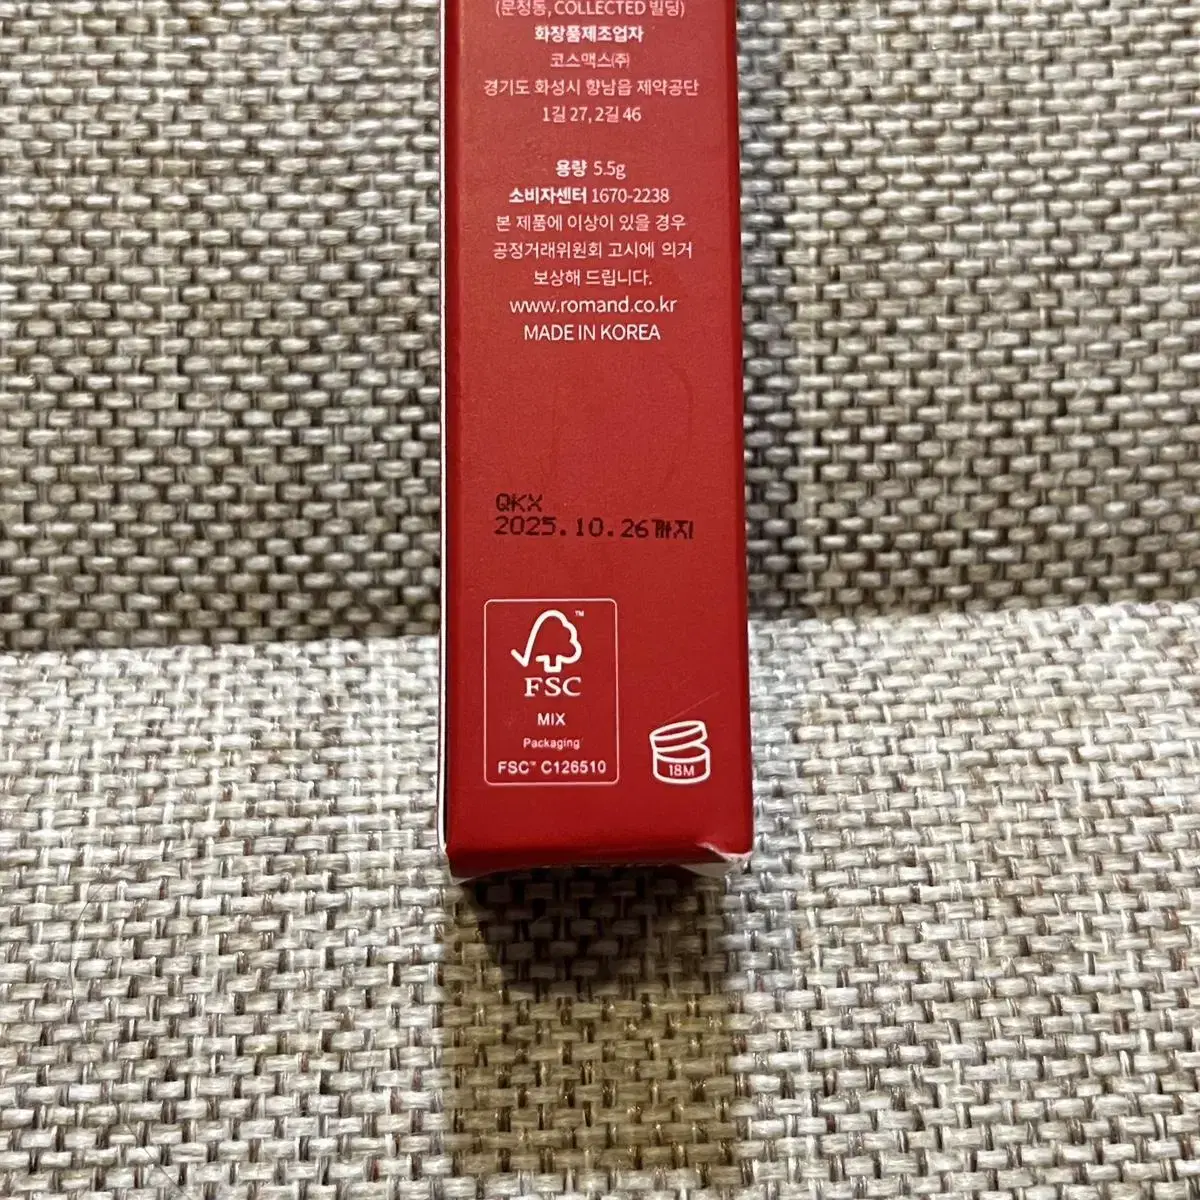 (문정동, COLLECTED 빌딩)
화장품제조업자
코스맥스㈜
경기도 화성시 향남읍 제약공단
1길 27, 2길 46
용량 5.5g
소비자센터 1670-2238
본 제품에 이상이 있을 경우
공정거래위원회 고시에 의거
보상해 드립니다.
www.romand.co.kr
MADE IN KOREA
QKX
2025.10.26까지
FSC™
MIX
Packaging
FSC™ C126510
18M